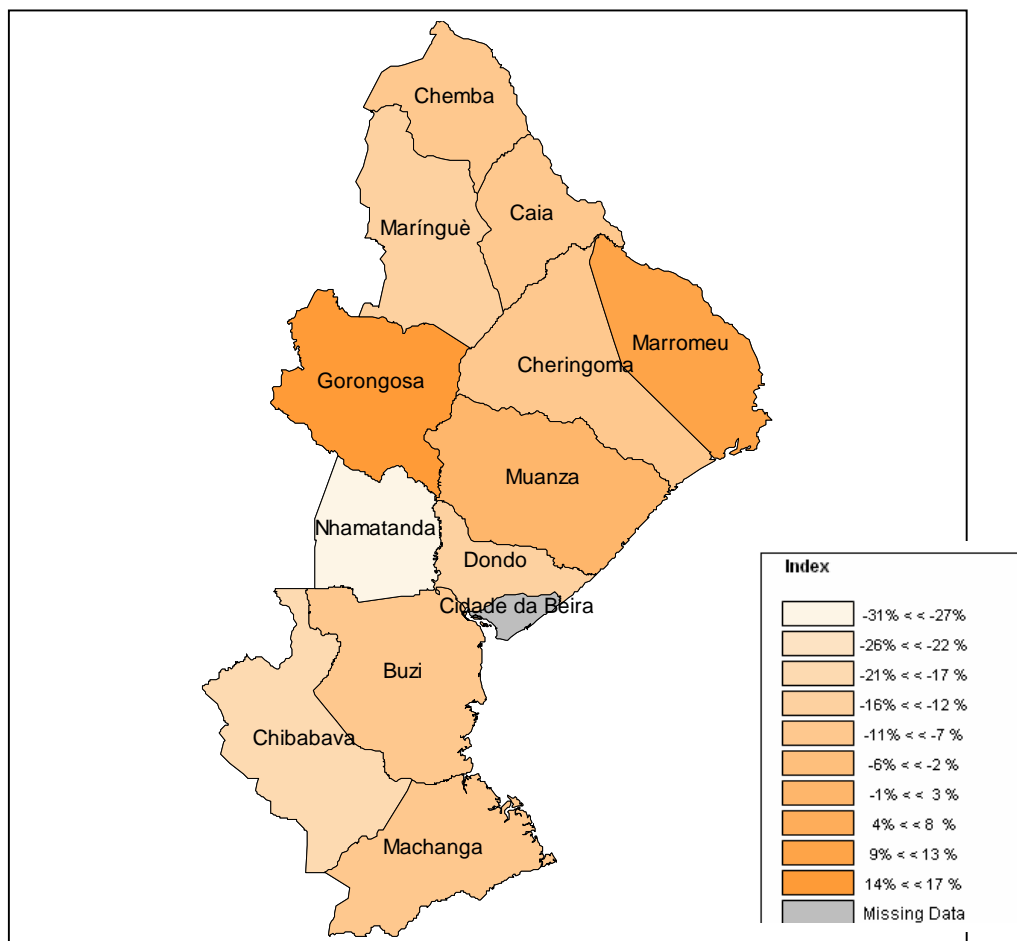 Chemba
Marínguè
Caia
Marromeu
Cheringoma
Gorongosa
Muanza
Nhamatanda
Dondo
Cidade da Beira
Buzi
Chibabava
Machanga
Index
-31% < < -27%
-26% < < -22 %
-21% < < -17 %
-16% < < -12 %
-11% < < -7 %
-6% < < -2 %
-1% < < 3 %
4% < < 8 %
9% < < 13 %
14% < < 17 %
Missing Data